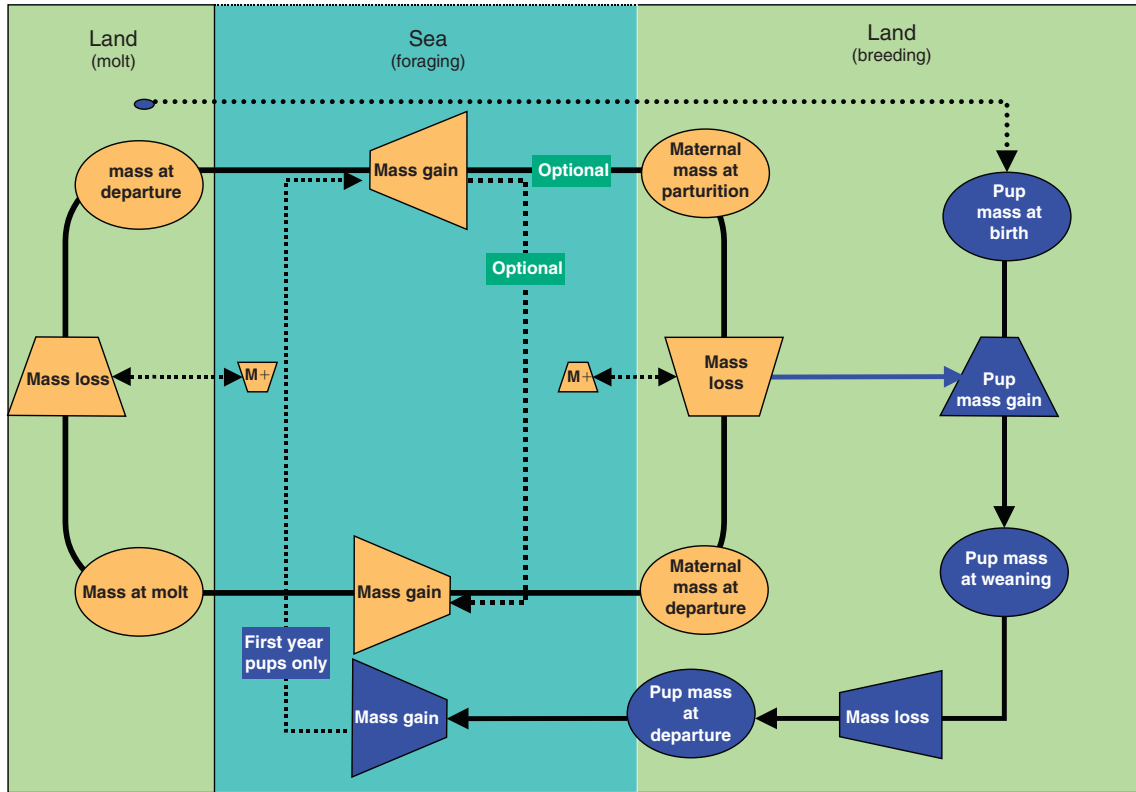 Land
(molt)
Sea
(foraging)
Land
(breeding)
mass at
departure
Mass gain
Optional
Maternal
mass at
parturition
Pup
mass at
birth
Optional
Mass loss
M+
M+
Mass
loss
Pup
mass gain
Mass at molt
Mass gain
Maternal
mass at
departure
Pup mass
at weaning
First year
pups only
Mass gain
Pup mass
at
departure
Mass loss